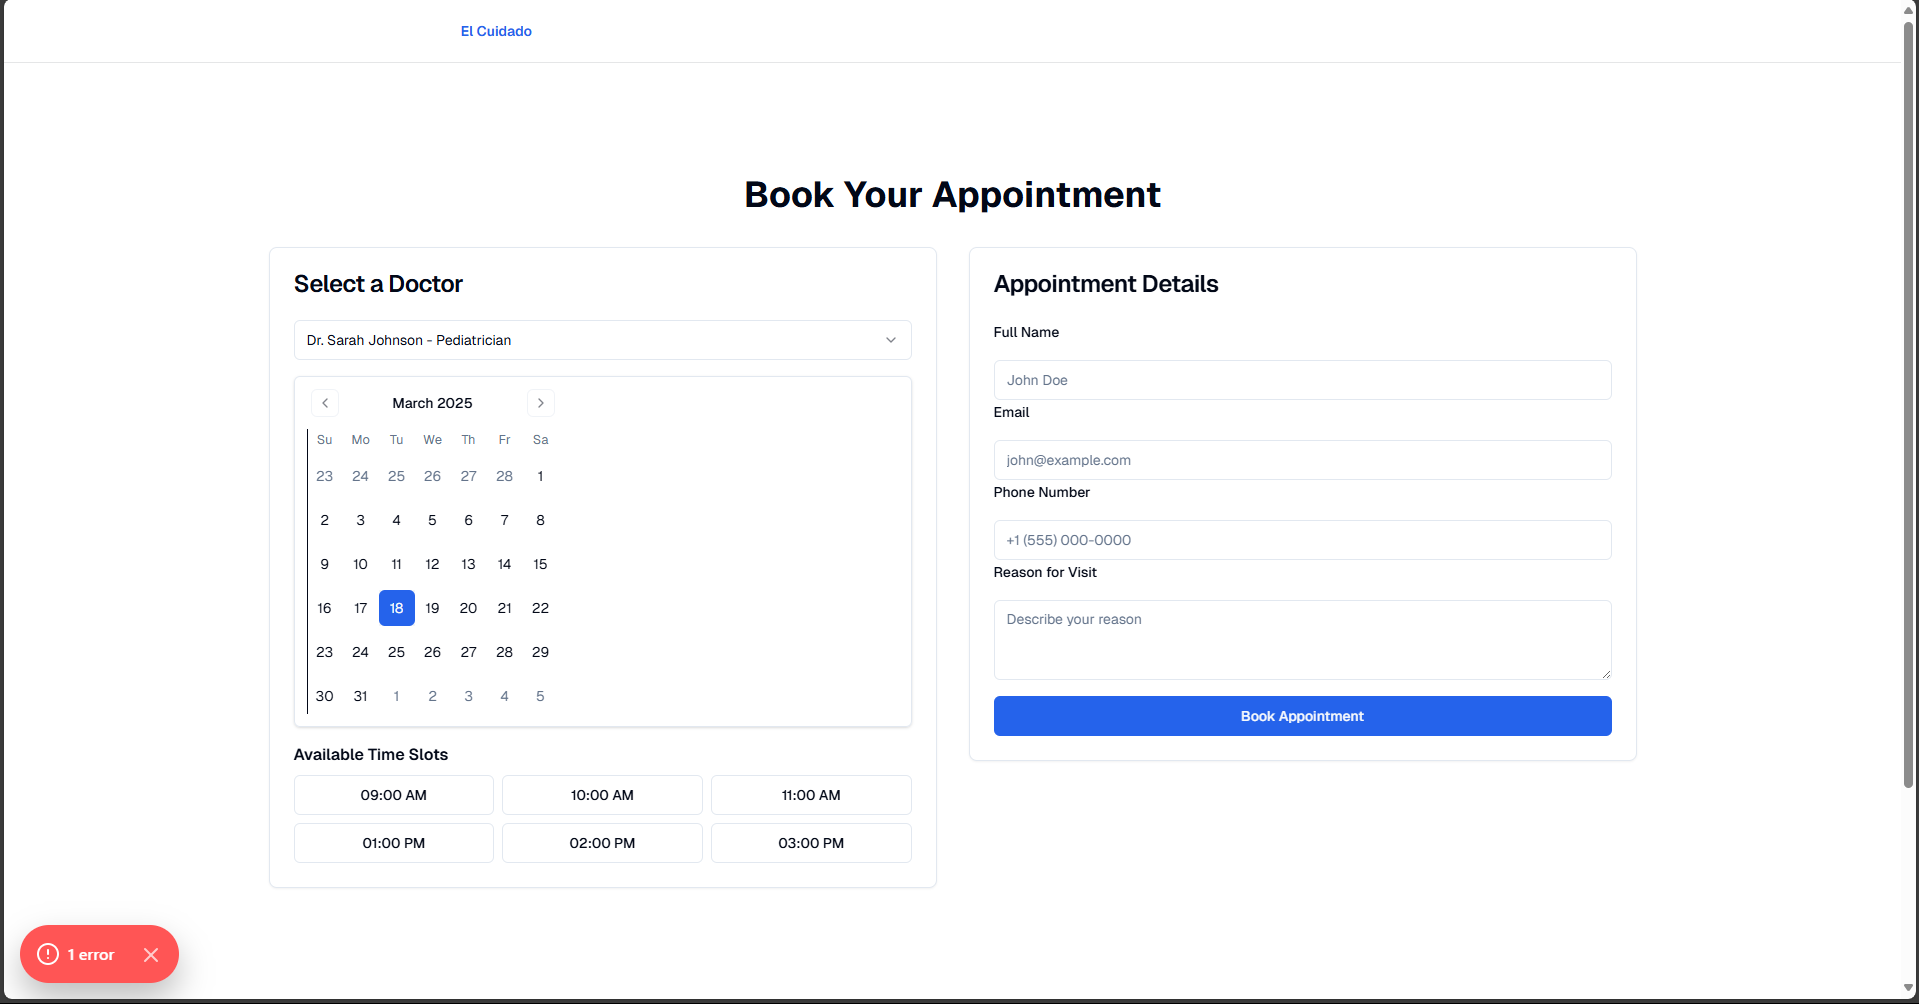 El Cuidado
Book Your Appointment
Select a Doctor
Dr. Sarah Johnson - Pediatrician
March 2025
Su Mo Tu We Th Fr Sa
23 24 25 26 27 28 1
2 3 4 5 6 7 8
9 10 11 12 13 14 15
16 17 18 19 20 21 22
23 24 25 26 27 28 29
30 31 1 2 3 4 5
Available Time Slots
09:00 AM 10:00 AM 11:00 AM
01:00 PM 02:00 PM 03:00 PM
Appointment Details
Full Name
John Doe
Email
john@example.com
Phone Number
+1 (555) 000-0000
Reason for Visit
Describe your reason
Book Appointment
1 error